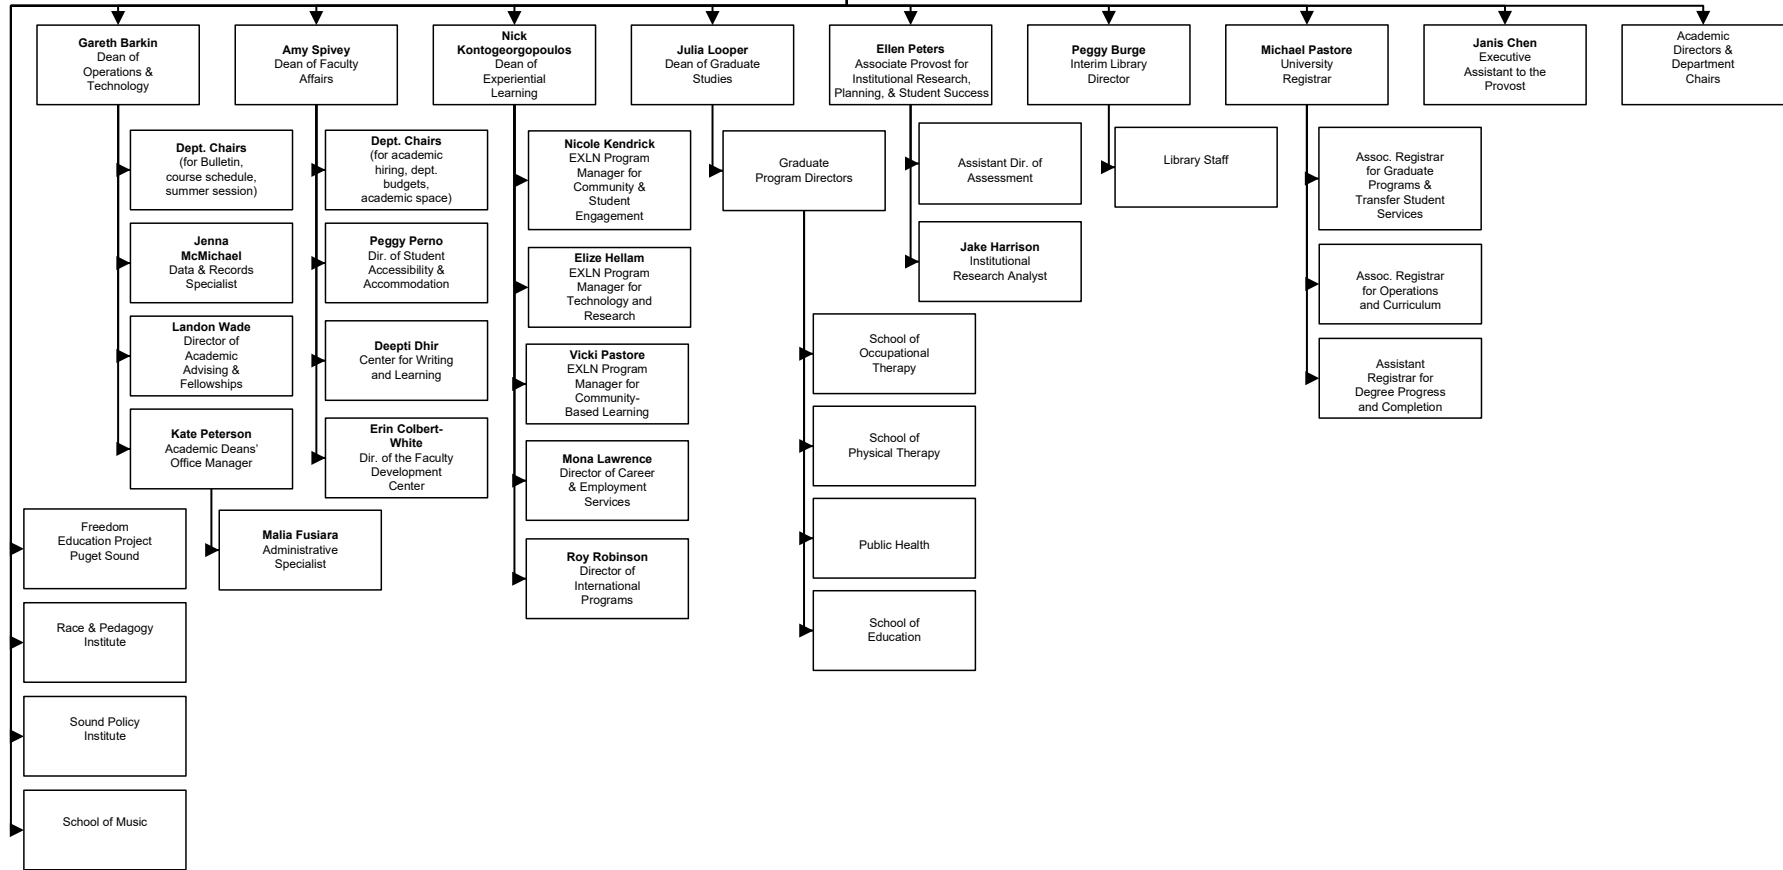 Gareth Barkin
Dean of
Operations &
Technology
Amy Spivey
Dean of Faculty
Affairs
Nick
Kontogeorgopoulos
Dean of
Experiential
Learning
Julia Looper
Dean of Graduate
Studies
Ellen Peters
Associate Provost for
Institutional Research,
Planning, & Student Success
Peggy Burge
Interim Library
Director
Michael Pastore
University
Registrar
Janis Chen
Executive
Assistant to the
Provost
Academic
Directors &
Department
Chairs
Dept. Chairs
(for Bulletin,
course schedule,
summer session)
Jenna
McMichael
Data & Records
Specialist
Landon Wade
Director of
Academic
Advising &
Fellowships
Kate Peterson
Academic Deans’
Office Manager
Malia Fusiara
Administrative
Specialist
Dept. Chairs
(for academic
hiring, dept.
budgets,
academic space)
Peggy Perno
Dir. of Student
Accessibility &
Accommodation
Deepti Dhir
Center for Writing
and Learning
Erin Colbert-
White
Dir. of the Faculty
Development
Center
Nicole Kendrick
EXLN Program
Manager for
Community &
Student
Engagement
Elize Hellam
EXLN Program
Manager for
Technology and
Research
Vicki Pastore
EXLN Program
Manager for
Community-
Based Learning
Mona Lawrence
Director of Career
& Employment
Services
Roy Robinson
Director of
International
Programs
Graduate
Program Directors
School of
Occupational
Therapy
School of
Physical Therapy
Public Health
School of
Education
Assistant Dir. of
Assessment
Jake Harrison
Institutional
Research Analyst
Library Staff
Assoc. Registrar
for Graduate
Programs &
Transfer Student
Services
Assoc. Registrar
for Operations
and Curriculum
Assistant
Registrar for
Degree Progress
and Completion
Freedom
Education Project
Puget Sound
Race & Pedagogy
Institute
Sound Policy
Institute
School of Music